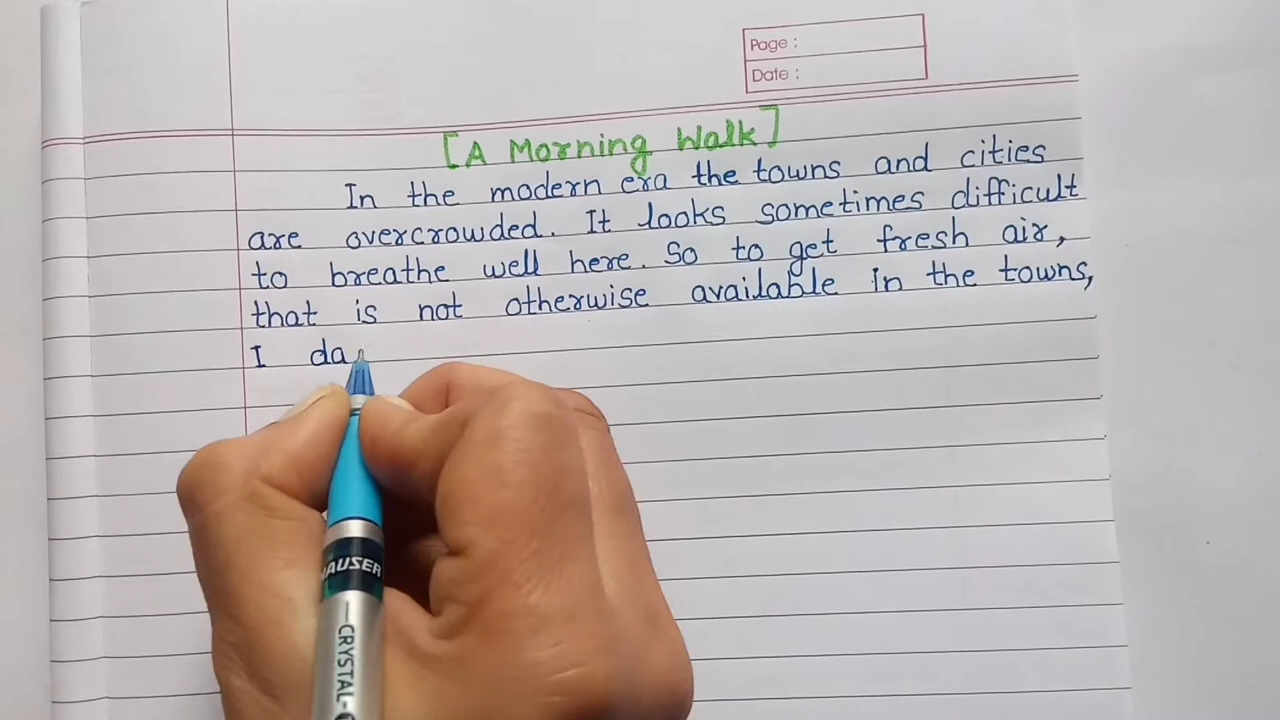 Page :
Date :
[A Morning Walk]
In the modern era the towns and cities
are overcrowded. It looks sometimes difficult
to breathe well here. So to get fresh air,
that is not otherwise available in the towns,
I da
HAUSER
CRYSTAL-